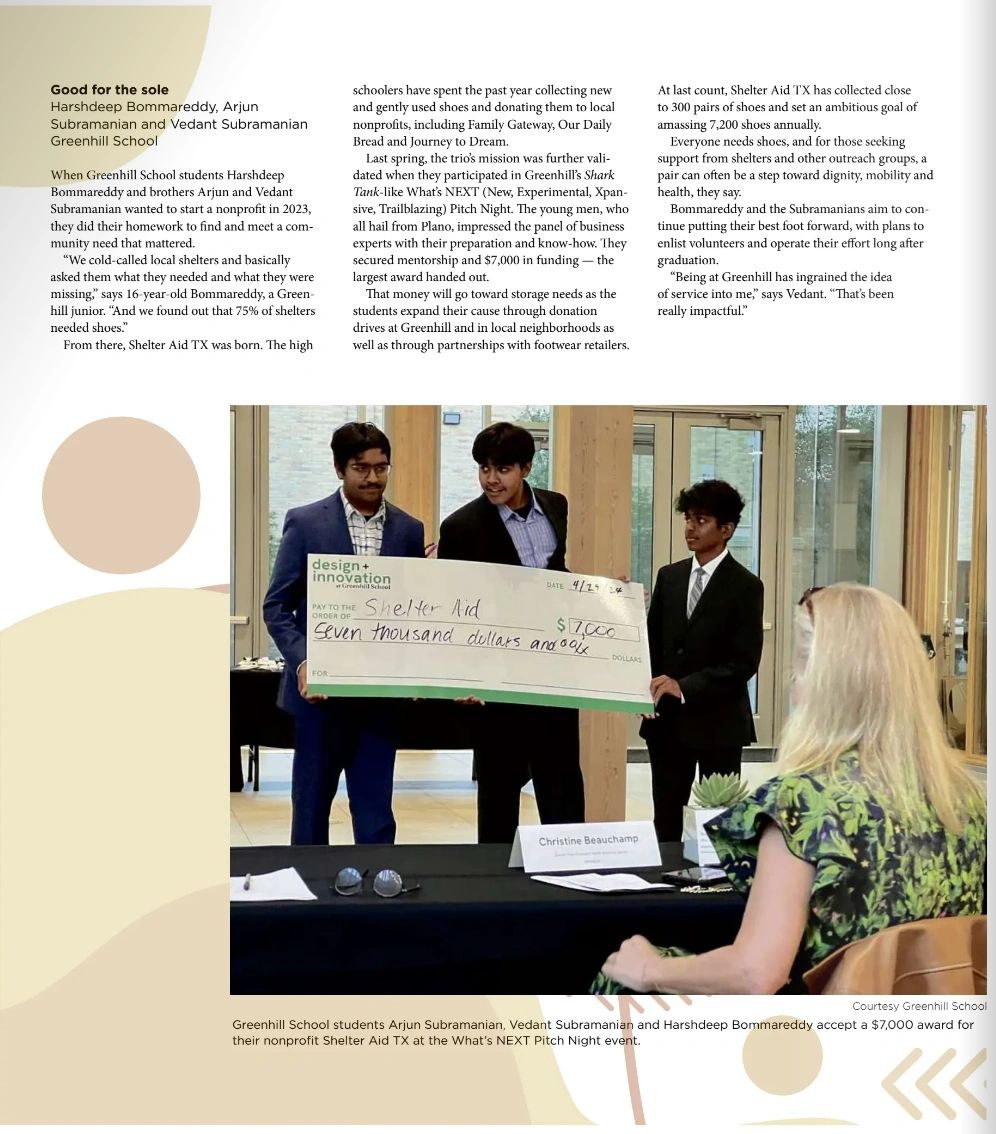 Good for the sole
Harshdeep Bommareddy, Arjun
Subramanian and Vedant Subramanian
Greenhill School
When Greenhill School students Harshdeep
Bommareddy and brothers Arjun and Vedant
Subramanian wanted to start a nonprofit in 2023,
they did their homework to find and meet a com-
munity need that mattered.
“We cold-called local shelters and basically
asked them what they needed and what they were
missing,” says 16-year-old Bommareddy, a Green-
hill junior. “And we found out that 75% of shelters
needed shoes.”
From there, Shelter Aid TX was born. The high
schoolers have spent the past year collecting new
and gently used shoes and donating them to local
nonprofits, including Family Gateway, Our Daily
Bread and Journey to Dream.
Last spring, the trio’s mission was further vali-
dated when they participated in Greenhill’s Shark
Tank-like What’s NEXT (New, Experimental, Xpan-
sive, Trailblazing) Pitch Night. The young men, who
all hail from Plano, impressed the panel of business
experts with their preparation and know-how. They
secured mentorship and $7,000 in funding — the
largest award handed out.
That money will go toward storage needs as the
students expand their cause through donation
drives at Greenhill and in local neighborhoods as
well as through partnerships with footwear retailers.
At last count, Shelter Aid TX has collected close
to 300 pairs of shoes and set an ambitious goal of
amassing 7,200 shoes annually.
Everyone needs shoes, and for those seeking
support from shelters and other outreach groups, a
pair can often be a step toward dignity, mobility and
health, they say.
Bommareddy and the Subramanians aim to con-
tinue putting their best foot forward, with plans to
enlist volunteers and operate their effort long after
graduation.
“Being at Greenhill has ingrained the idea
of service into me,” says Vedant. “That’s been
really impactful.”
design +
innovation
at Greenhill School
DATE 4/29/24
PAY TO THE
ORDER OF Shelter Aid
$ 7,000
Seven thousand dollars and
DOLLARS
FOR
Christine Beauchamp
Courtesy Greenhill School
Greenhill School students Arjun Subramanian, Vedant Subramanian and Harshdeep Bommareddy accept a $7,000 award for
their nonprofit Shelter Aid TX at the What’s NEXT Pitch Night event.